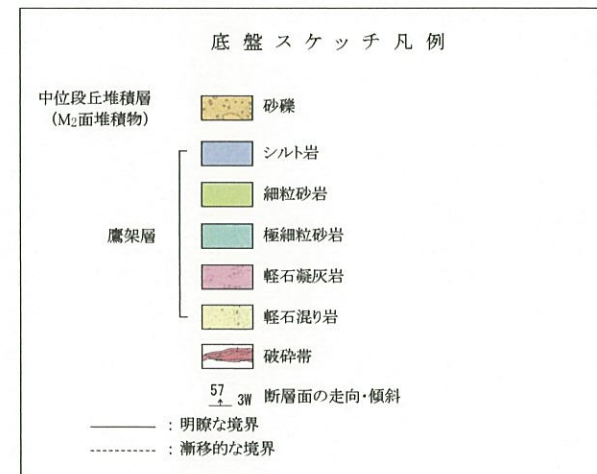 底盤スケッチ凡例
中位段丘堆積層
(M2面堆積物)
砂礫
鷹架層
シルト岩
細粒砂岩
極細粒砂岩
軽石凝灰岩
軽石混り岩
破砕帯
57 3W 断層面の走向・傾斜
: 明瞭な境界
: 漸移的な境界